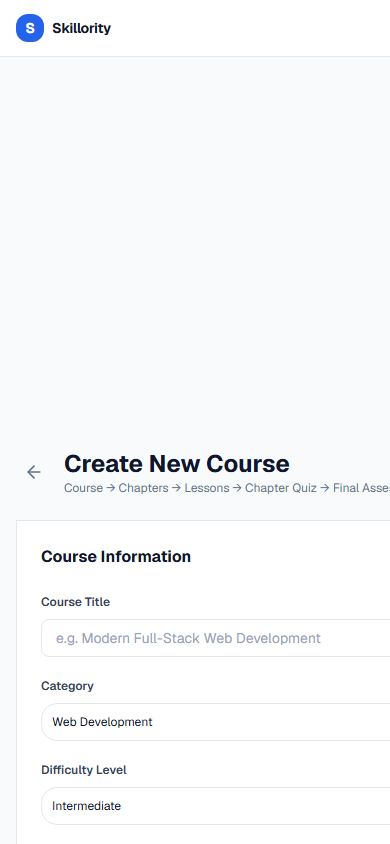 S Skillority
Create New Course
Course → Chapters → Lessons → Chapter Quiz → Final
Course Information
Course Title
e.g. Modern Full-Stack Web Development
Category
Web Development
Difficulty Level
Intermediate